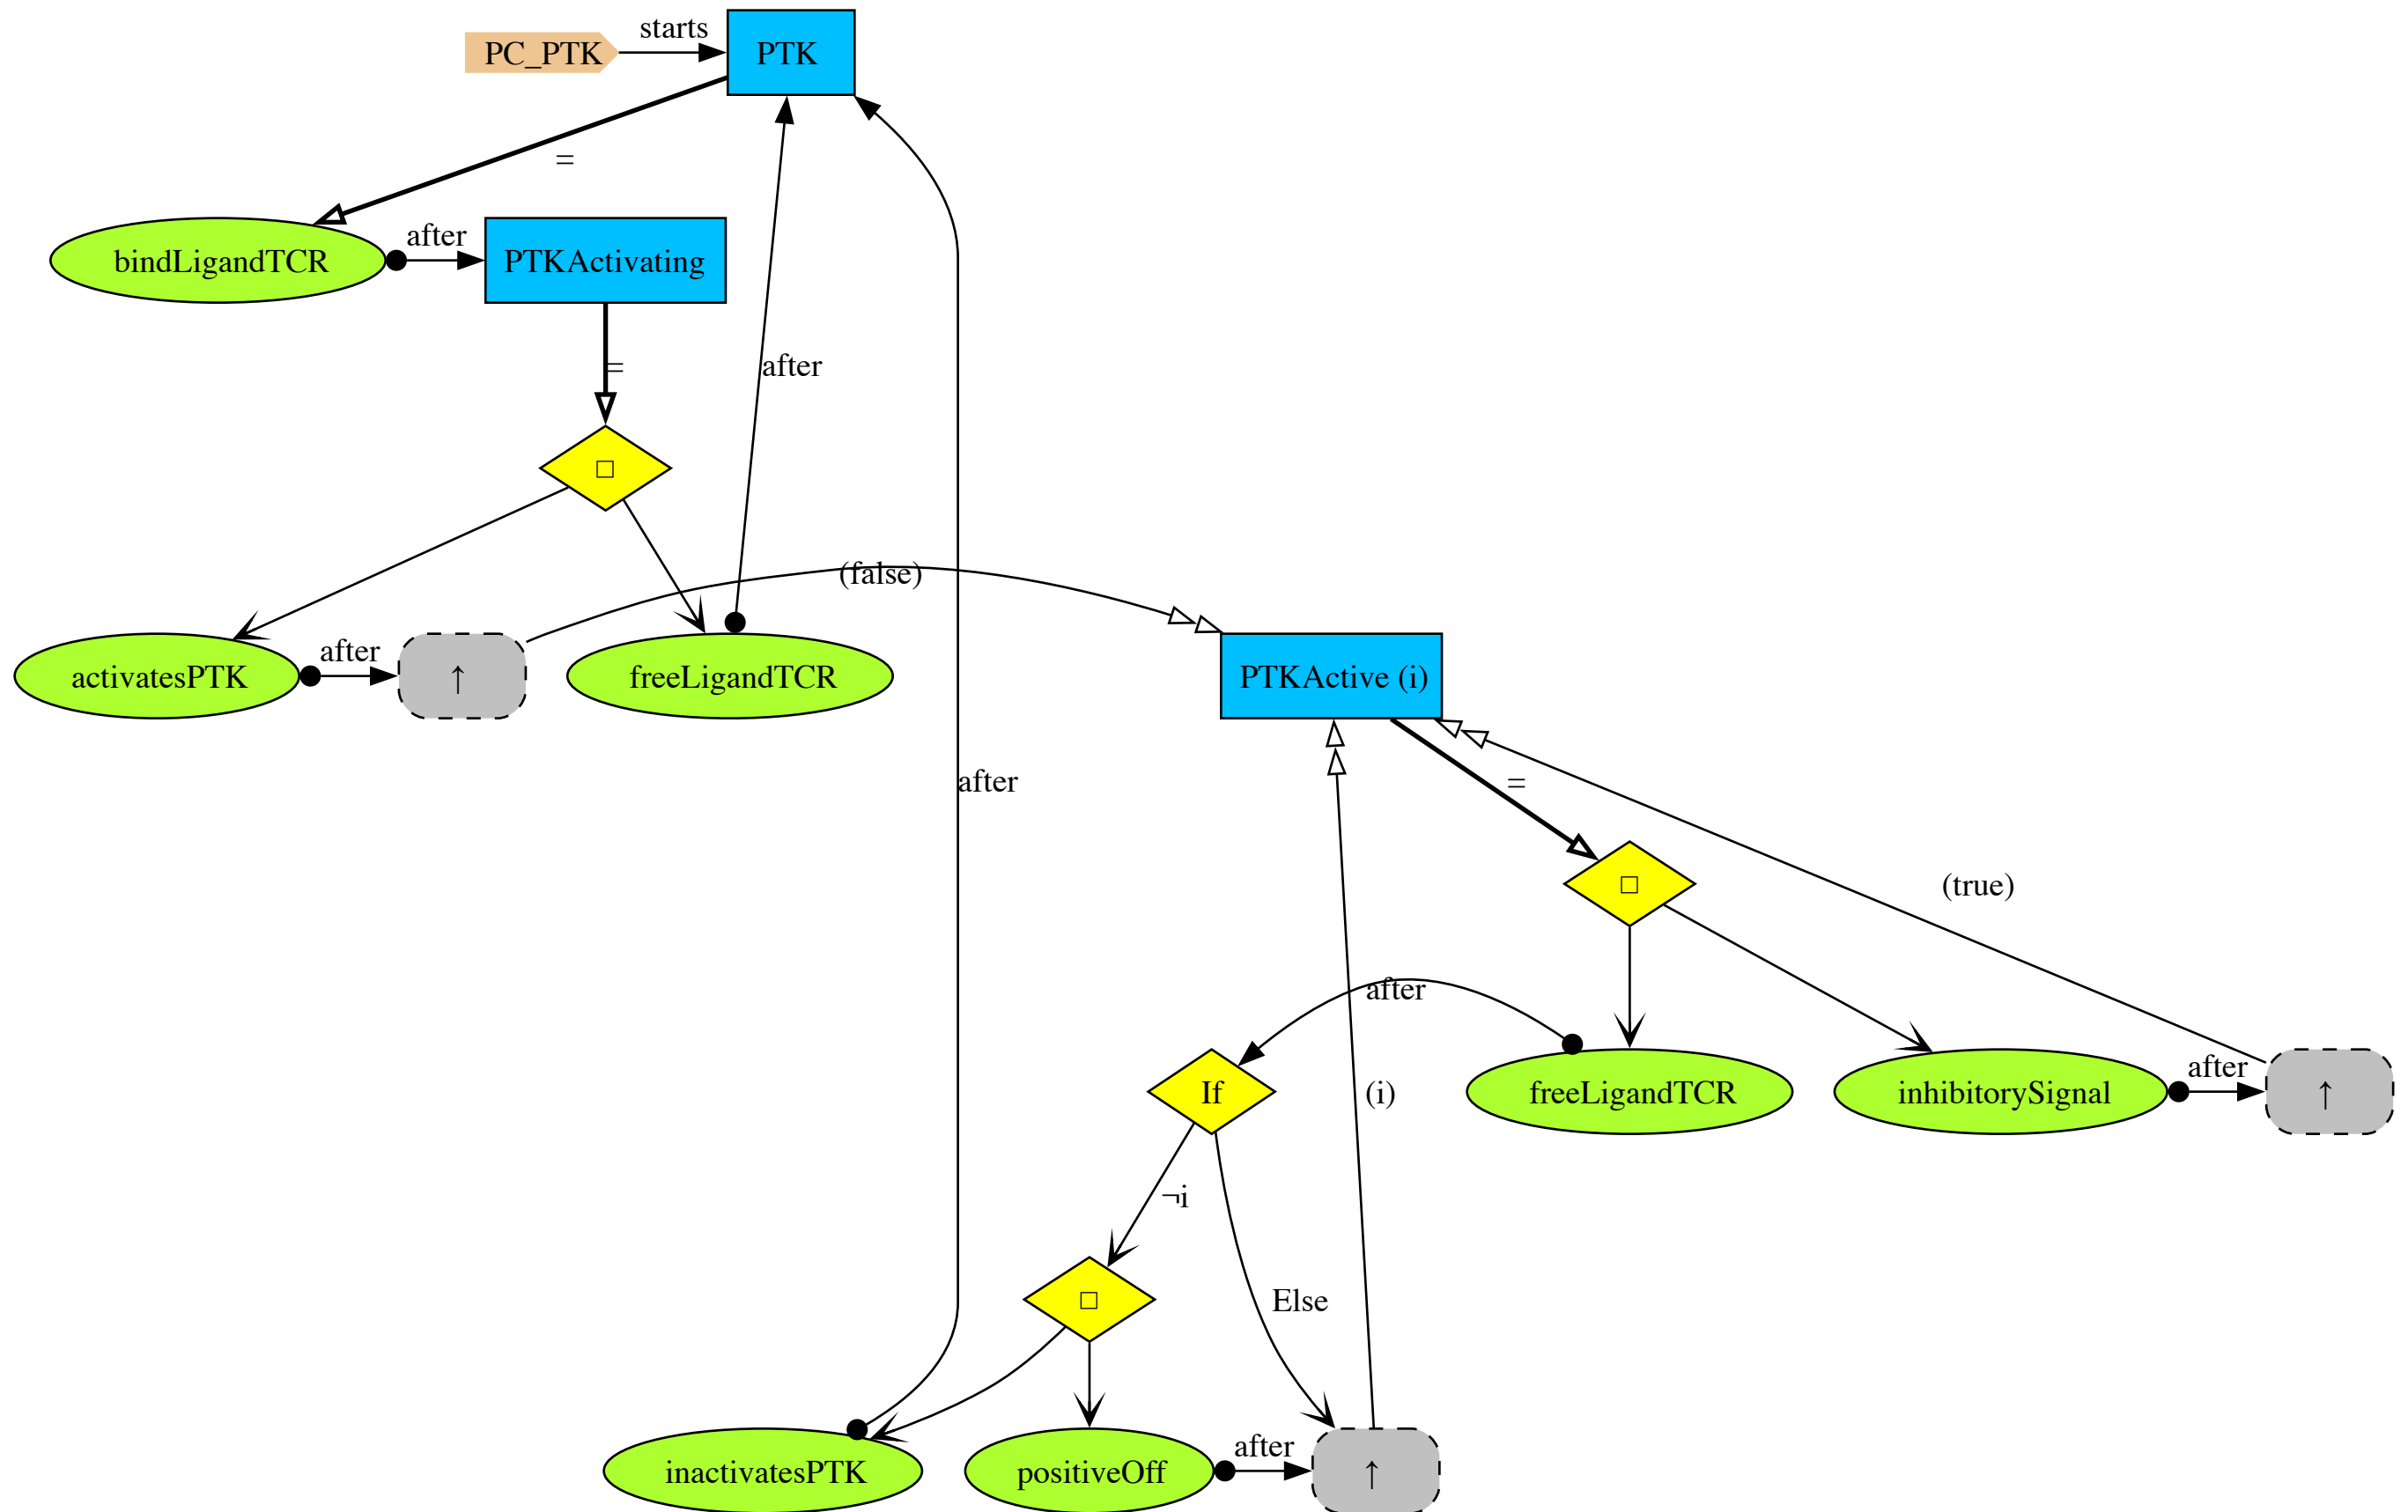 starts
PC_PTK
PTK
=
after
bindLigandTCR
PTKActivating
=
after
□
(false)
after
activatesPTK
↑
freeLigandTCR
PTKActive (i)
after
=
□
(true)
after
after
If
(i)
freeLigandTCR
inhibitorySignal
↑
¬i
□
Else
after
inactivatesPTK
positiveOff
↑